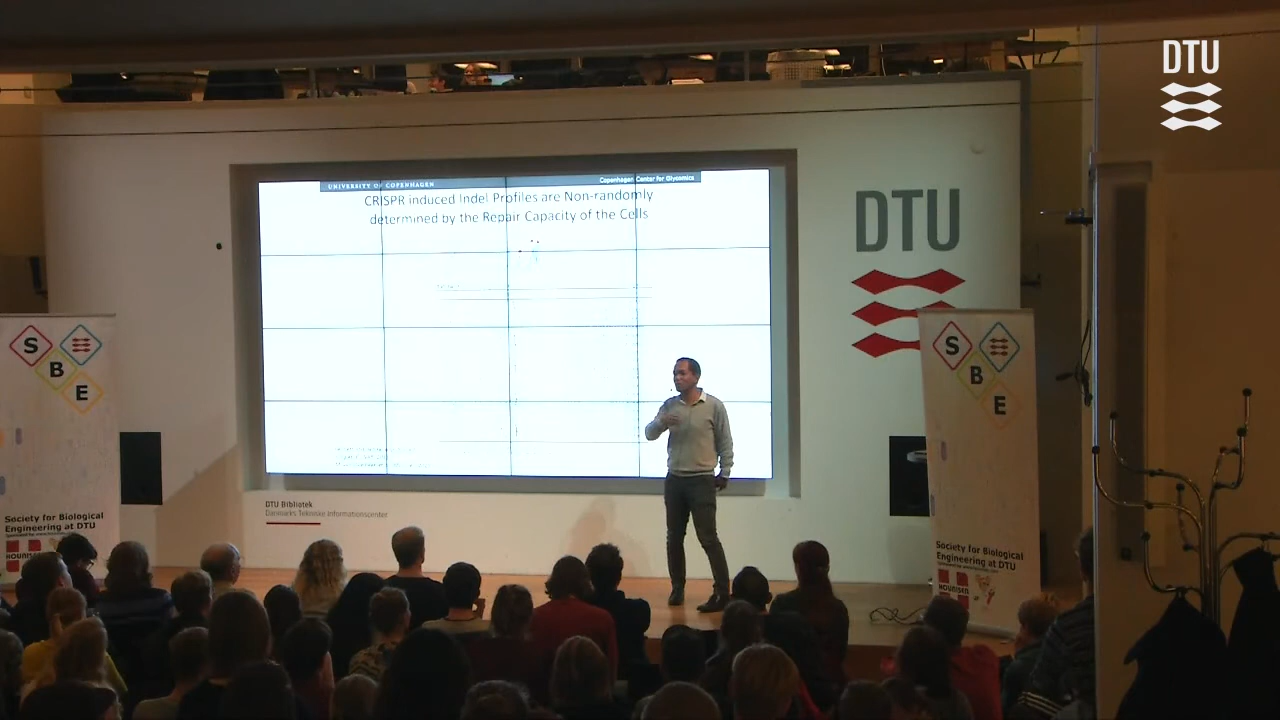 DTU
UNIVERSITY OF COPENHAGEN
Copenhagen Center for Glycomics
CRISPR induced Indel Profiles are Non-randomly
determined by the Repair Capacity of the Cells
DTU
S
B
E
S
B
E
DTU Bibliotek
Danmarks Tekniske Informationscenter
Society for Biological
Engineering at DTU
Society for Biological
Engineering at DTU